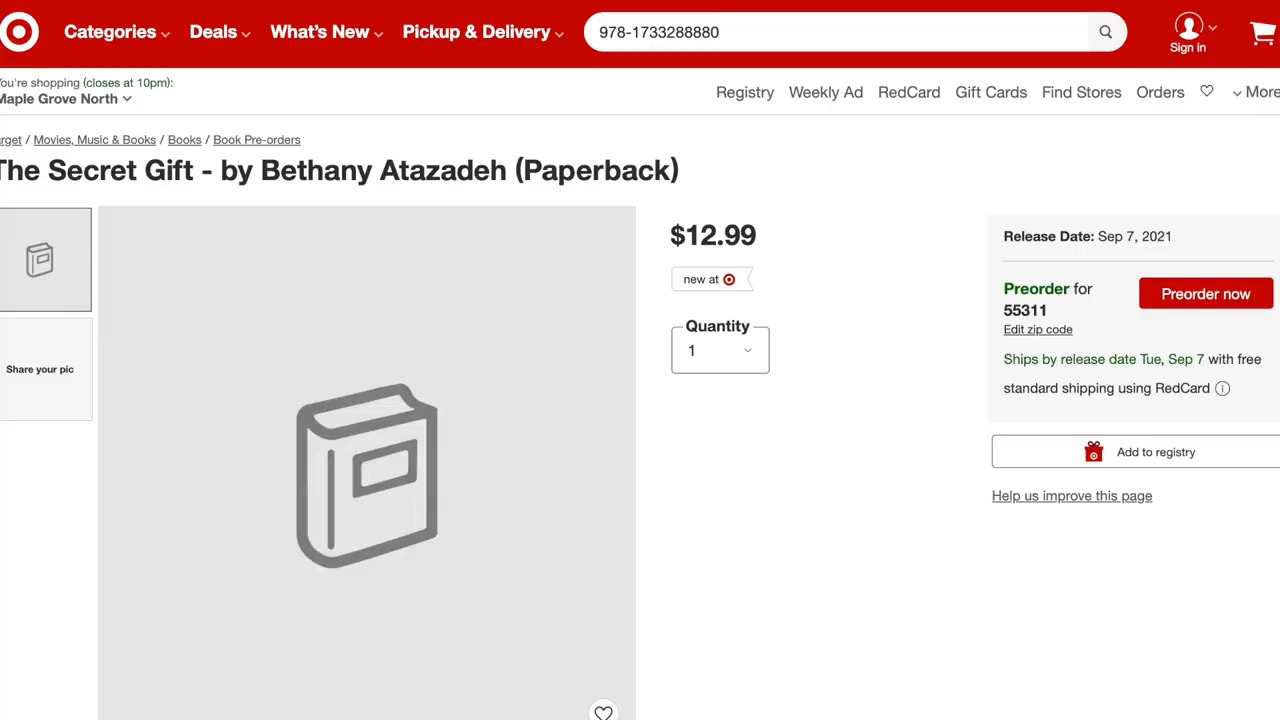 Categories Deals What's New Pickup & Delivery 978-1733288880 Sign in
You're shopping (closes at 10pm):
Maple Grove North
Registry Weekly Ad RedCard Gift Cards Find Stores Orders More
rget / Movies, Music & Books / Books / Book Pre-orders
The Secret Gift - by Bethany Atazadeh (Paperback)
Share your pic
$12.99
new at
Quantity
1
Release Date: Sep 7, 2021
Preorder for
55311
Edit zip code
Preorder now
Ships by release date Tue, Sep 7 with free
standard shipping using RedCard
Add to registry
Help us improve this page